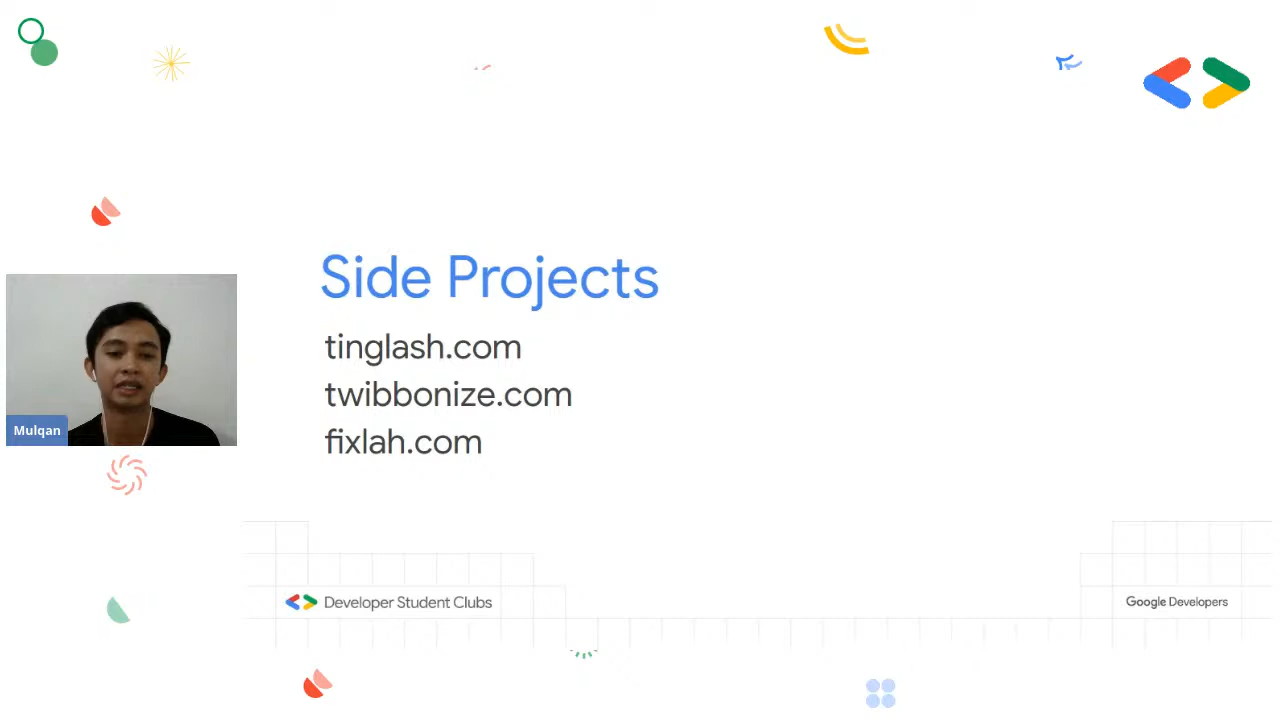 Side Projects
tinglash.com
twibbonize.com
fixlah.com
Mulqan
Developer Student Clubs
Google Developers